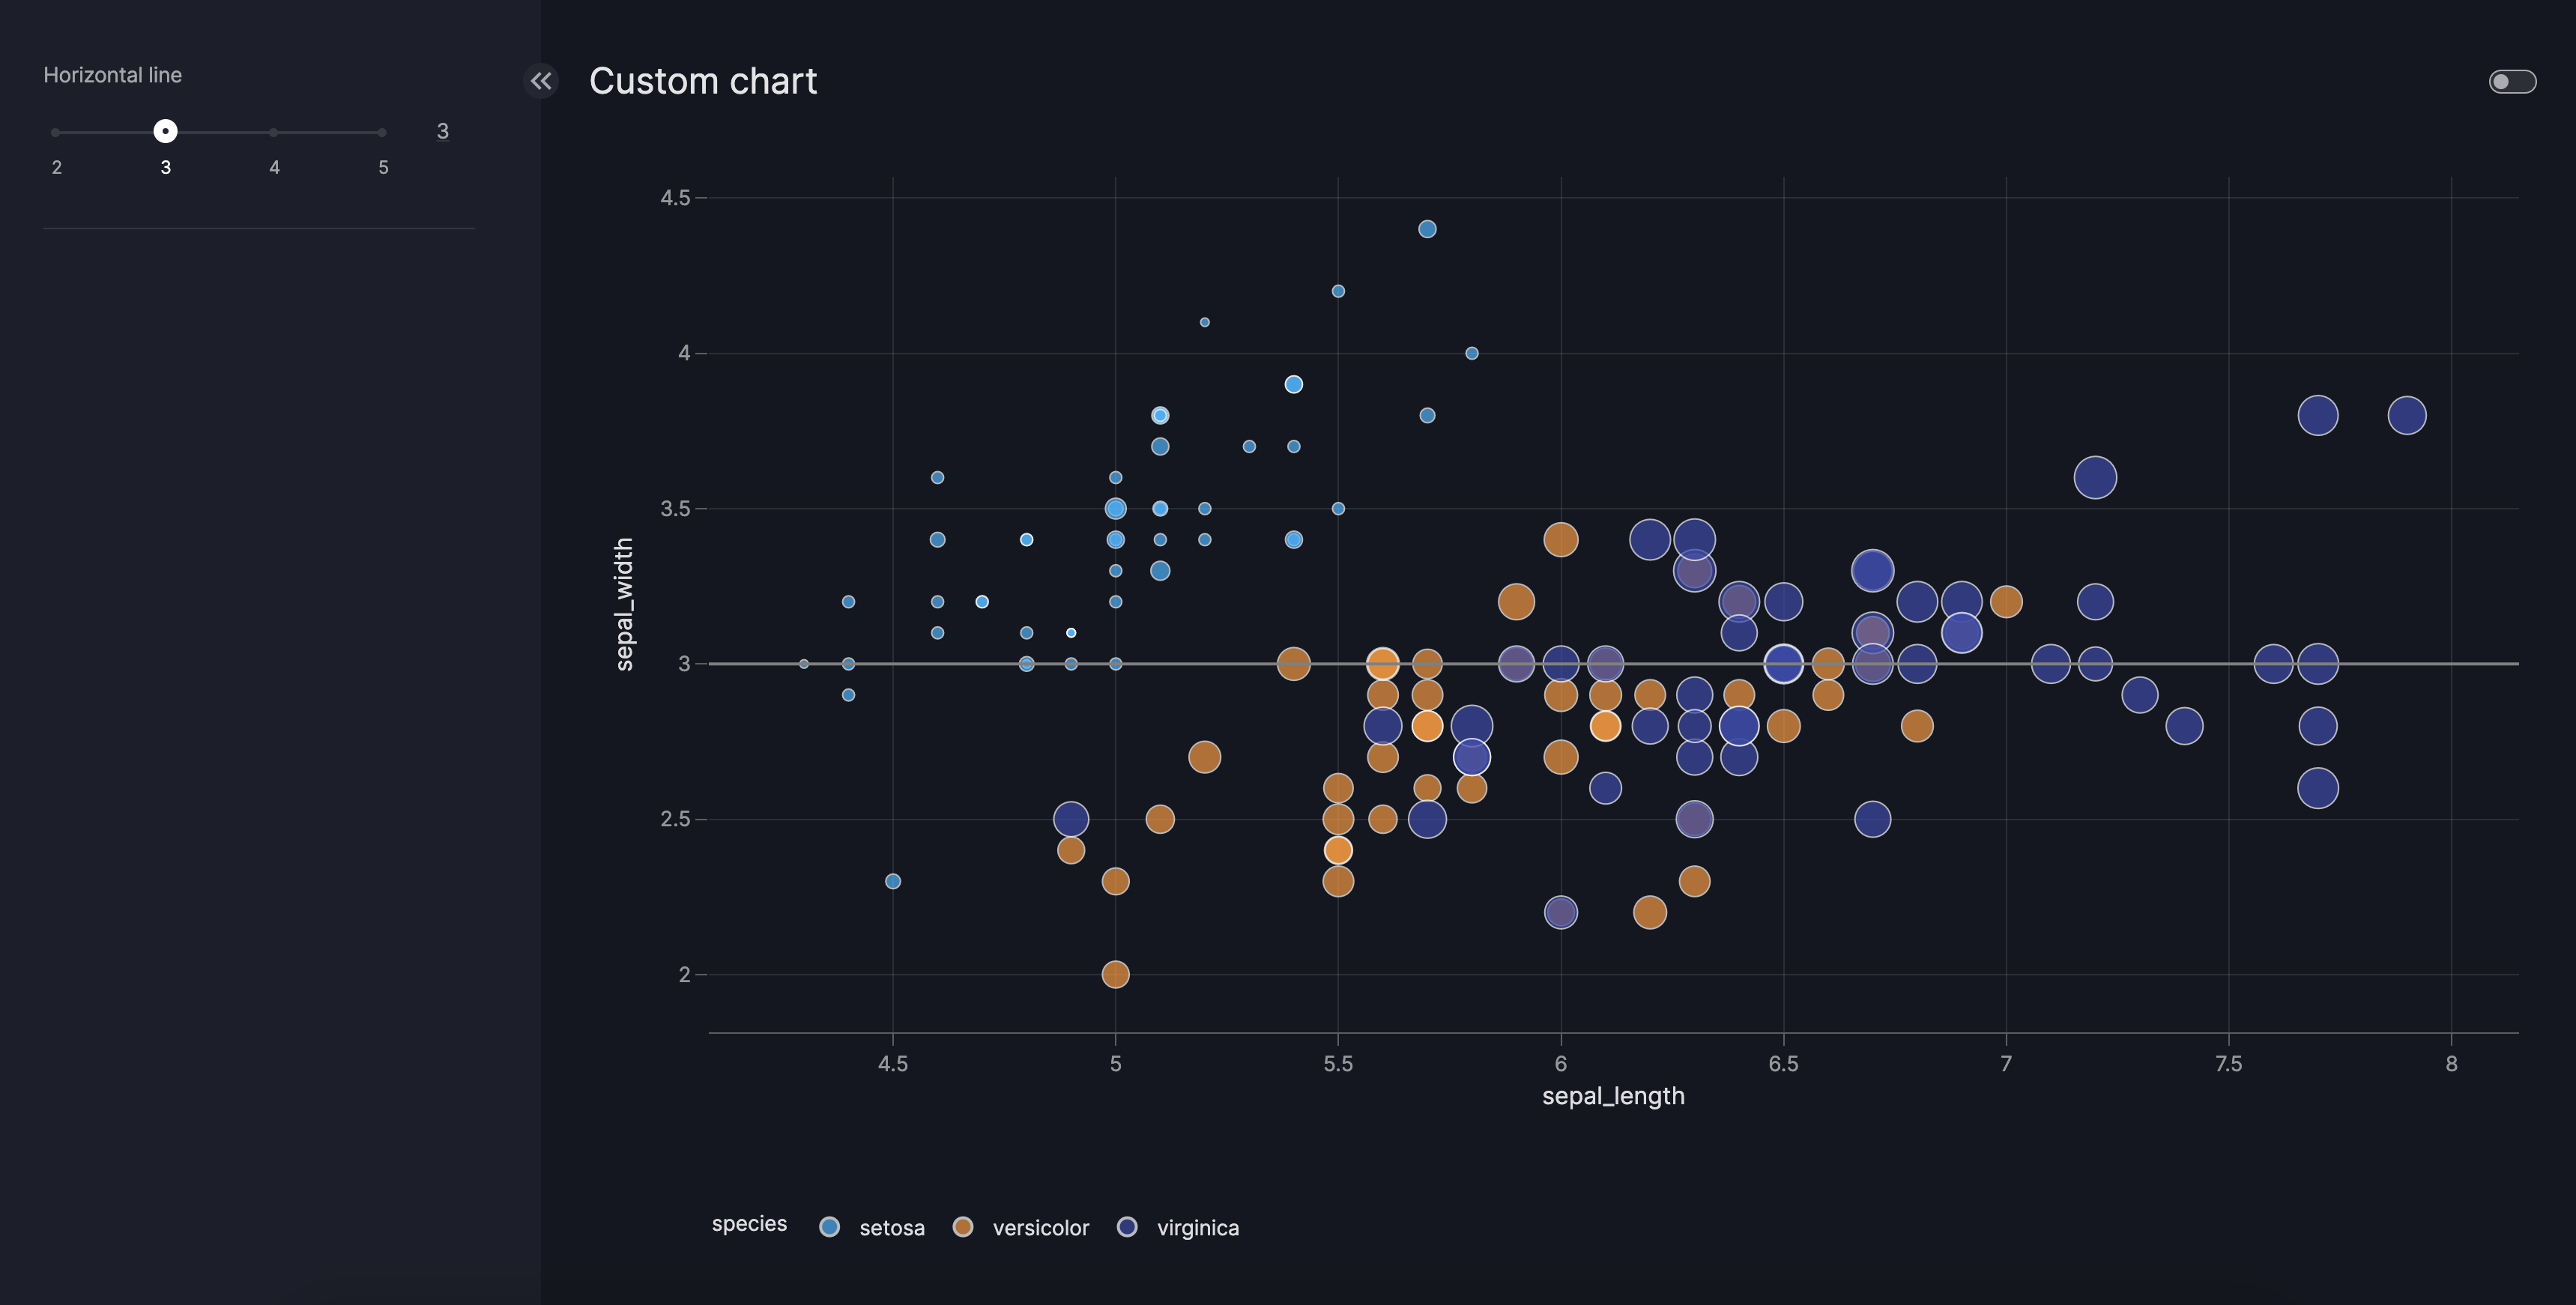 Horizontal line
3
2 3 4 5
Custom chart
4.5
4
3.5
3
2.5
2
sepal_width
4.5 5 5.5 6 6.5 7 7.5 8
sepal_length
species setosa versicolor virginica